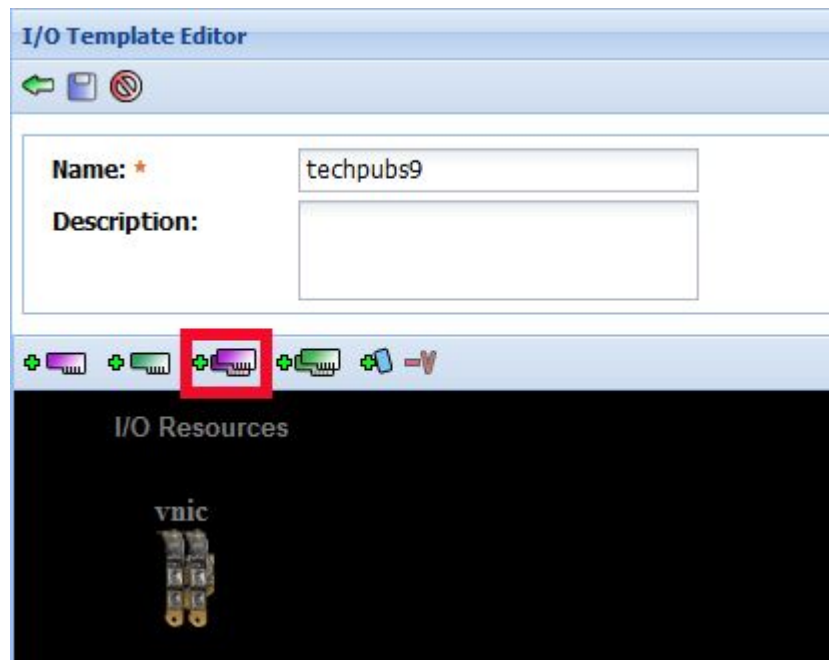 I/O Template Editor
Name: * techpubs9
Description:
I/O Resources
vnic